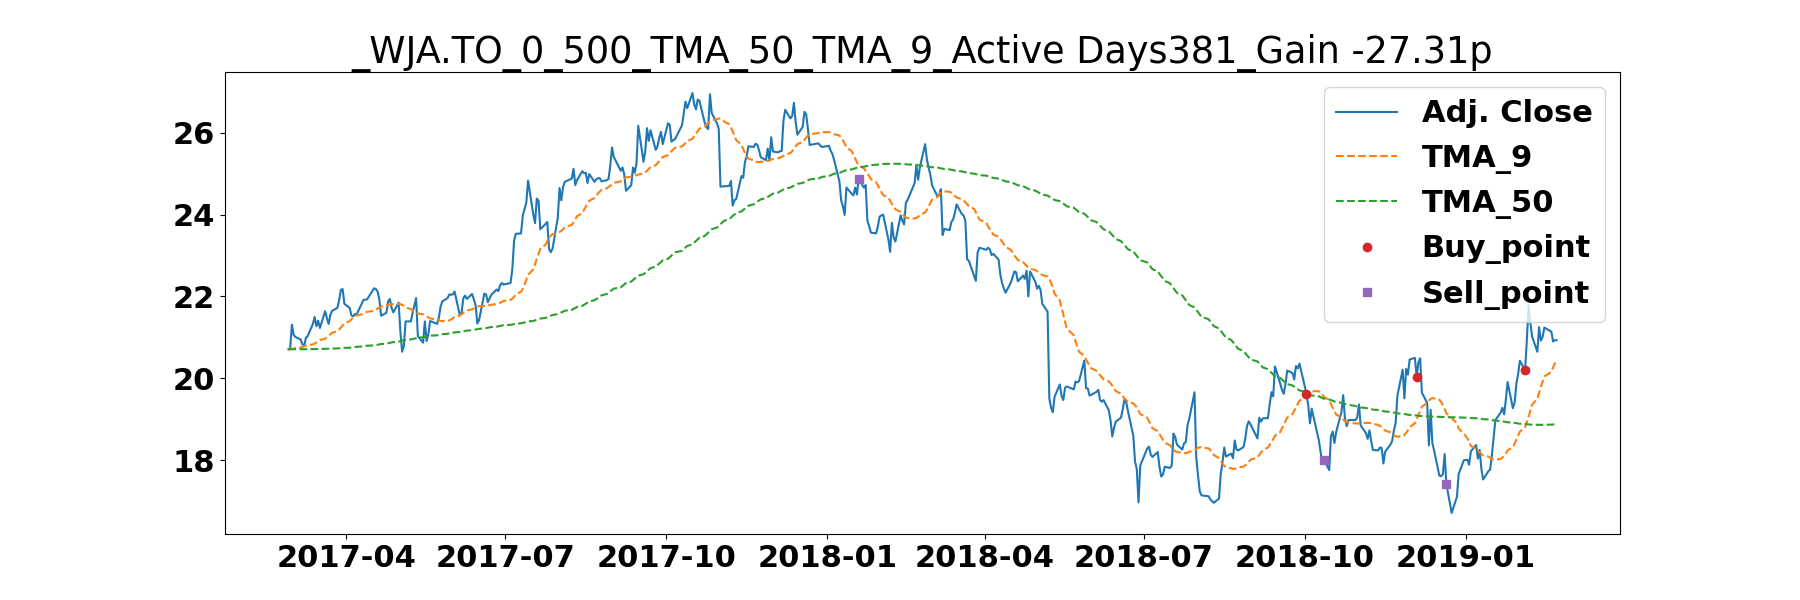 _WJA.TO_0_500_TMA_50_TMA_9_Active Days381_Gain -27.31p
Adj. Close
TMA_9
TMA_50
Buy_point
Sell_point
26
24
22
20
18
2017-04 2017-07 2017-10 2018-01 2018-04 2018-07 2018-10 2019-01